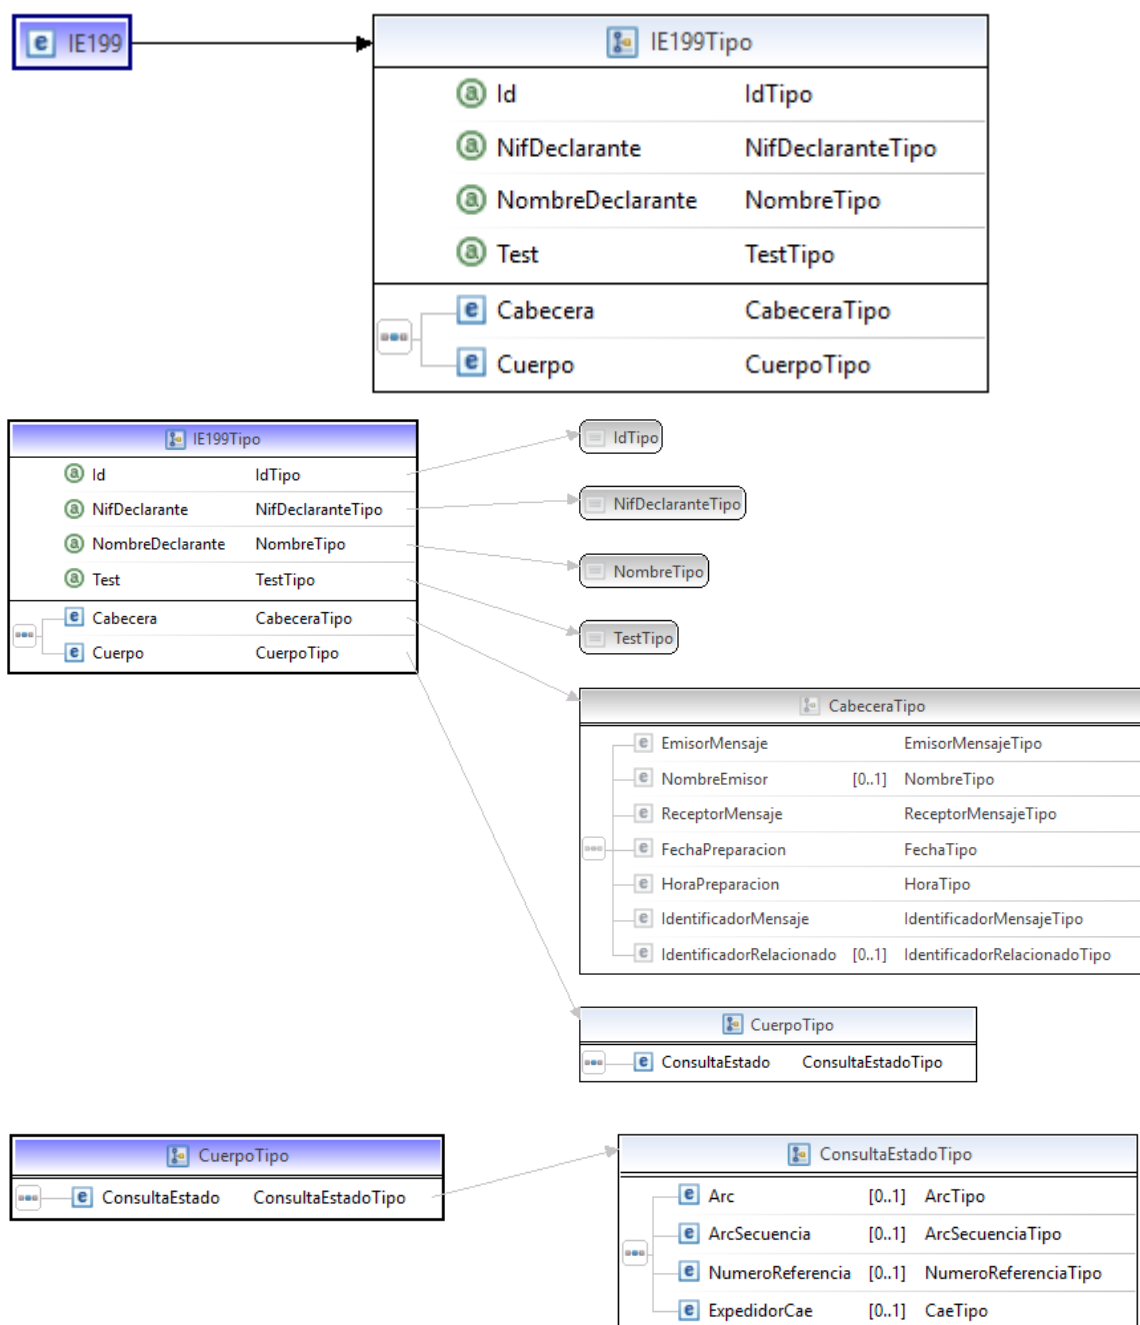 IE199
IE199Tipo
Id IdTipo
NifDeclarante NifDeclaranteTipo
NombreDeclarante NombreTipo
Test TestTipo
Cabecera CabeceraTipo
Cuerpo CuerpoTipo
IE199Tipo
Id IdTipo
NifDeclarante NifDeclaranteTipo
NombreDeclarante NombreTipo
Test TestTipo
Cabecera CabeceraTipo
Cuerpo CuerpoTipo
IdTipo
NifDeclaranteTipo
NombreTipo
TestTipo
CabeceraTipo
EmisorMensaje EmisorMensajeTipo
NombreEmisor [0..1] NombreTipo
ReceptorMensaje ReceptorMensajeTipo
FechaPreparacion FechaTipo
HoraPreparacion HoraTipo
IdentificadorMensaje IdentificadorMensajeTipo
IdentificadorRelacionado [0..1] IdentificadorRelacionadoTipo
CuerpoTipo
ConsultaEstado ConsultaEstadoTipo
CuerpoTipo
ConsultaEstado ConsultaEstadoTipo
ConsultaEstadoTipo
Arc [0..1] ArcTipo
ArcSecuencia [0..1] ArcSecuenciaTipo
NumeroReferencia [0..1] NumeroReferenciaTipo
ExpedidorCae [0..1] CaeTipo